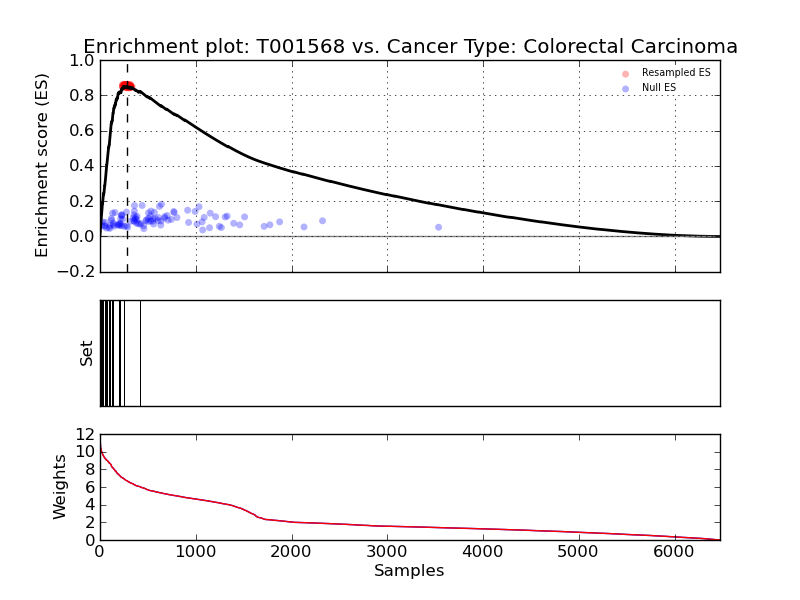 Enrichment plot: T001568 vs. Cancer Type: Colorectal Carcinoma
Enrichment score (ES)
1.0
0.8
0.6
0.4
0.2
0.0
−0.2
Resampled ES
Null ES
Set
Weights
12
10
8
6
4
2
0
0 1000 2000 3000 4000 5000 6000
Samples